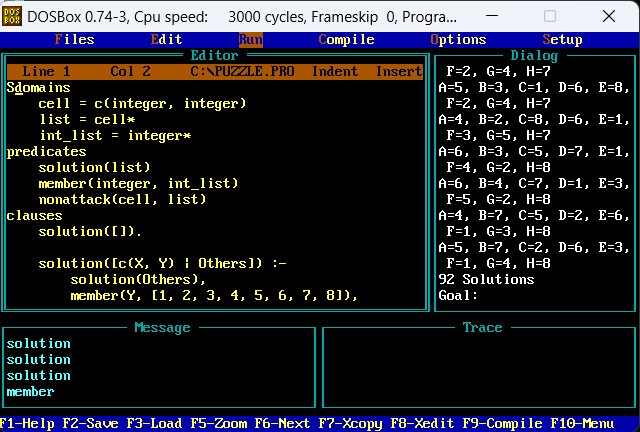 DOSBox 0.74-3, Cpu speed: 3000 cycles, Frameskip 0, Progra...
Files Edit Run Compile Options Setup
Editor
Line 1 Col 2 C:\PUZZLE.PRO Indent Insert
Sdomains
cell = c(integer, integer)
list = cell*
int_list = integer*
predicates
solution(list)
member(integer, int_list)
nonattack(cell, list)
clauses
solution([]).
solution([c(X, Y) | Others]) :-
solution(Others),
member(Y, [1, 2, 3, 4, 5, 6, 7, 8]),
Dialog
F=2, G=4, H=7
A=5, B=3, C=1, D=6, E=8,
F=2, G=4, H=7
A=4, B=2, C=8, D=6, E=1,
F=3, G=5, H=7
A=6, B=3, C=5, D=7, E=1,
F=4, G=2, H=8
A=6, B=4, C=7, D=1, E=3,
F=5, G=2, H=8
A=4, B=7, C=5, D=2, E=6,
F=1, G=3, H=8
A=5, B=7, C=2, D=6, E=3,
F=1, G=4, H=8
92 Solutions
Goal:
Message
solution
solution
solution
member
Trace
F1-Help F2-Save F3-Load F5-Zoom F6-Next F7-Xcopy F8-Xedit F9-Compile F10-Menu